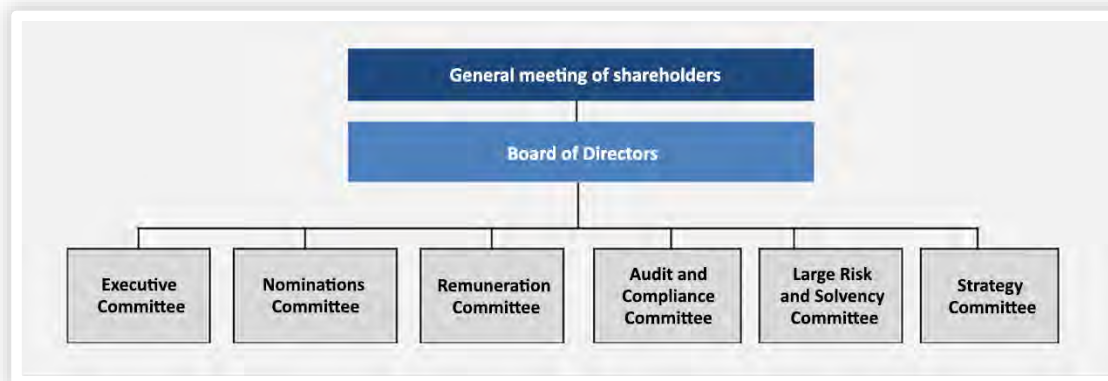 General meeting of shareholders
Board of Directors
Executive
Committee
Nominations
Committee
Remuneration
Committee
Audit and
Compliance
Committee
Large Risk
and Solvency
Committee
Strategy
Committee